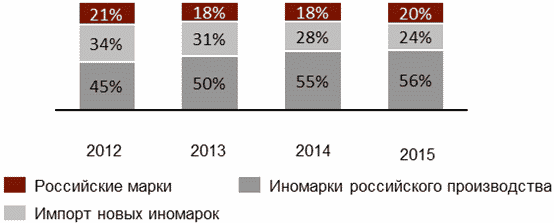 21% 18% 18% 20%
34% 31% 28% 24%
45% 50% 55% 56%
2012 2013 2014 2015
Российские марки Иномарки российского производства
Импорт новых иномарок